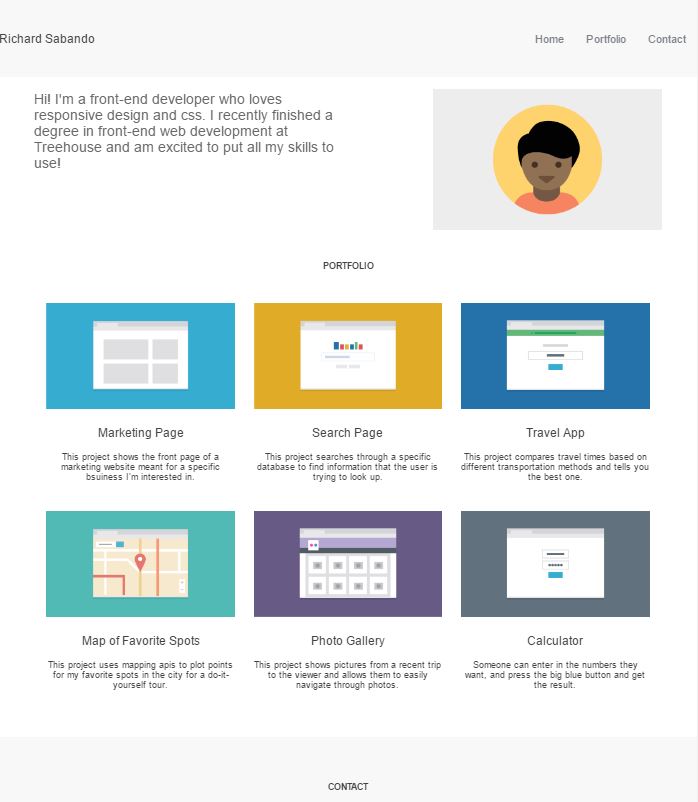 Richard Sabando
Home Portfolio Contact
Hi! I'm a front-end developer who loves
responsive design and css. I recently finished a
degree in front-end web development at
Treehouse and am excited to put all my skills to
use!
PORTFOLIO
Marketing Page
This project shows the front page of a
marketing website meant for a specific
bsuiness I'm interested in.
Search Page
This project searches through a specific
database to find information that the user is
trying to look up.
Travel App
This project compares travel times based on
different transportation methods and tells you
the best one.
Map of Favorite Spots
This project uses mapping apis to plot points
for my favorite spots in the city for a do-it-
yourself tour.
Photo Gallery
This project shows pictures from a recent trip
to the viewer and allows them to easily
navigate through photos.
Calculator
Someone can enter in the numbers they
want, and press the big blue button and get
the result.
CONTACT